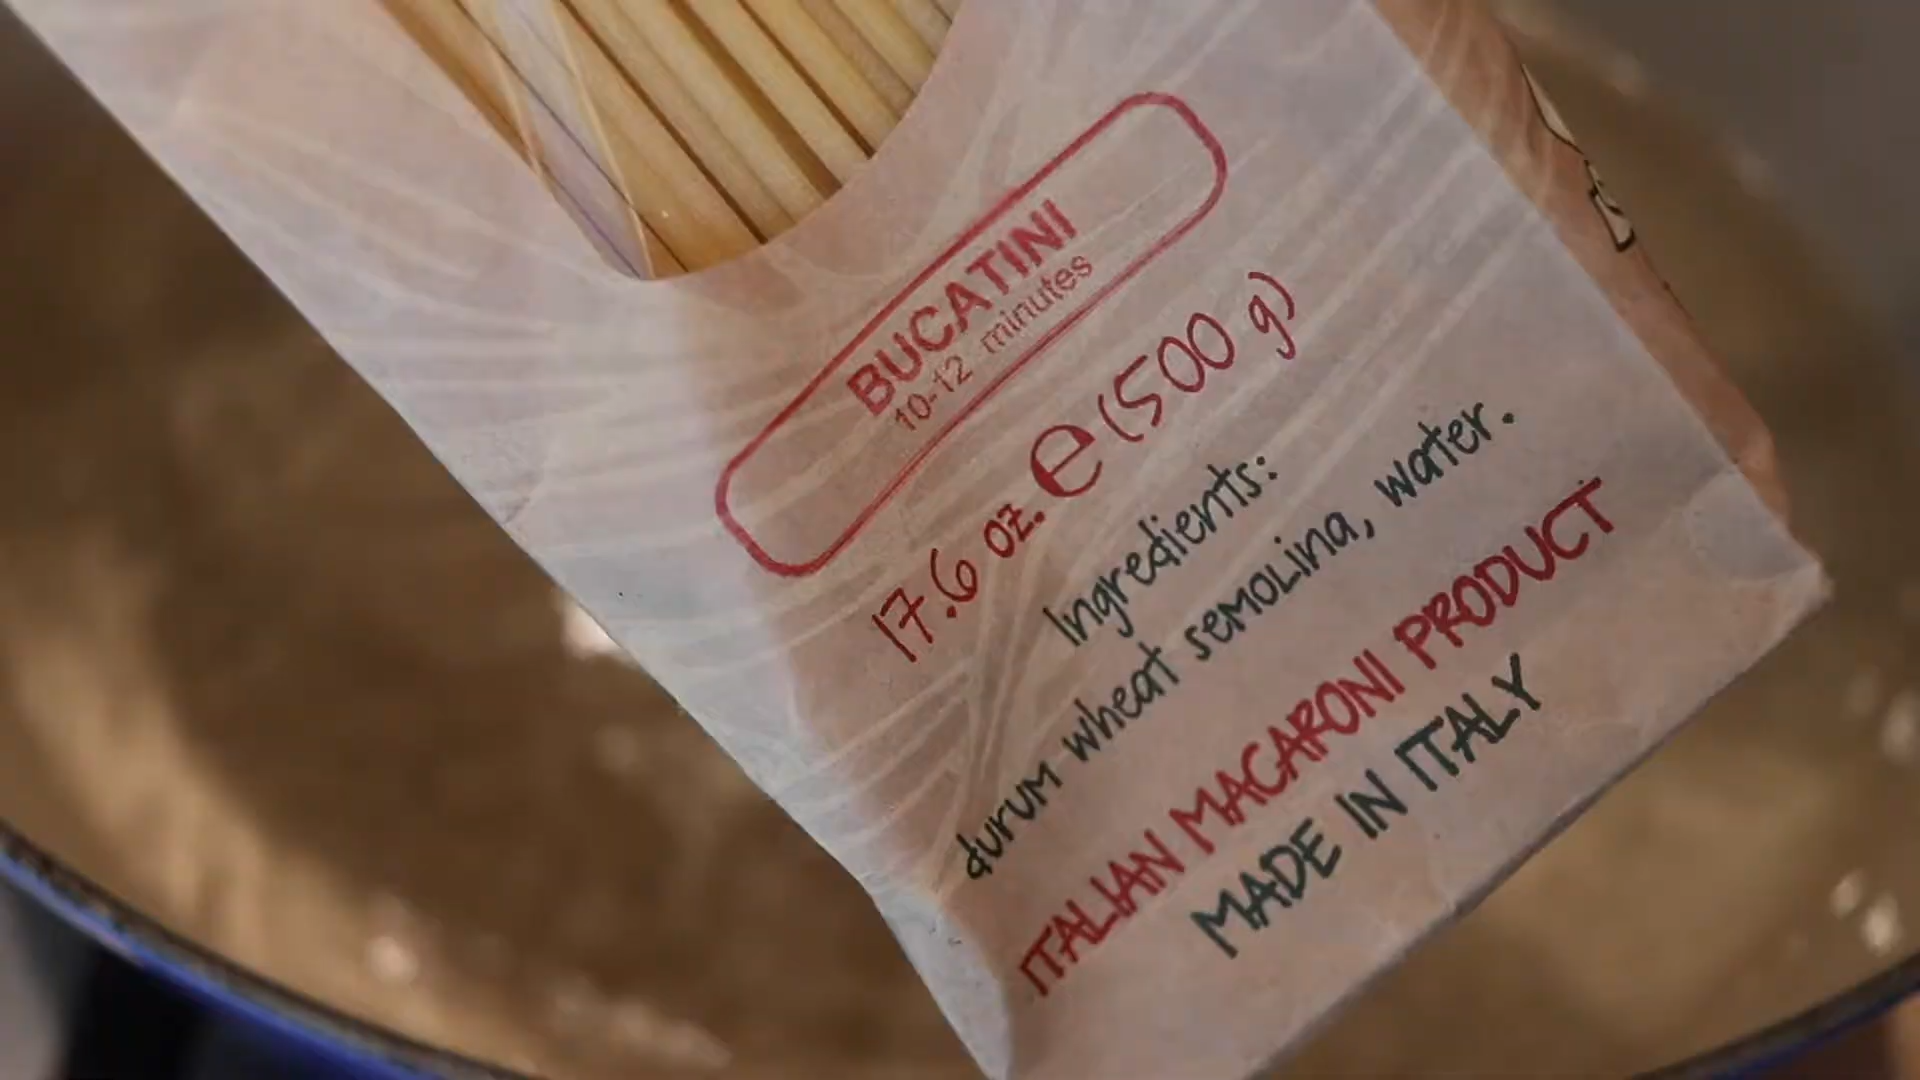 BUCATINI
10-12 minutes
17.6 oz. e (500 g)
Ingredients:
durum wheat semolina, water.
ITALIAN MACARONI PRODUCT
MADE IN ITALY